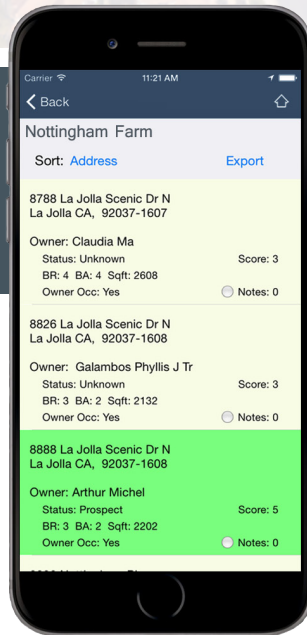 Carrier 11:21 AM
Back
Nottingham Farm
Sort: Address Export
8788 La Jolla Scenic Dr N
La Jolla CA, 92037-1607
Owner: Claudia Ma
Status: Unknown Score: 3
BR: 4 BA: 4 Sqft: 2608
Owner Occ: Yes Notes: 0
8826 La Jolla Scenic Dr N
La Jolla CA, 92037-1608
Owner: Galambos Phyllis J Tr
Status: Unknown Score: 3
BR: 3 BA: 2 Sqft: 2132
Owner Occ: Yes Notes: 0
8888 La Jolla Scenic Dr N
La Jolla CA, 92037-1608
Owner: Arthur Michel
Status: Prospect Score: 5
BR: 3 BA: 2 Sqft: 2202
Owner Occ: Yes Notes: 0